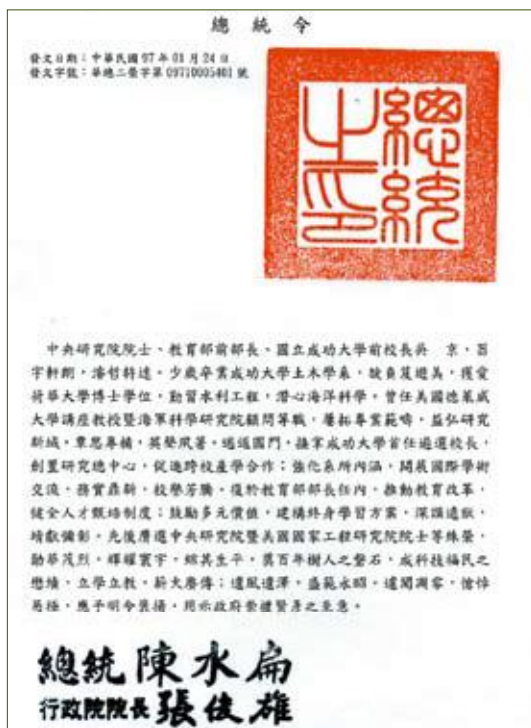 總統令
發文日期：中華民國97年01月24日
發文字號：華總二榮字第09710005401號
總統之印
中央研究院院士、教育部前部長、國立成功大學前校長吳　京，器
宇軒朗，濬哲特達。少歲卒業成功大學土木學系，旋負笈遊美，獲愛
荷華大學博士學位，勤習水利工程，潛心海洋科學。曾任美國德萊威
大學講座教授暨海軍科學研究院顧問等職，屢拓專業範疇，益弘研究
新域，覃思專精，英聲夙著。迺返國門，接掌成功大學首任遴選校長，
創置研究總中心，促進跨校產學合作；強化系所內涵，開展國際學術
交流，務實鼎新，校譽芳騰。復於教育部部長任內，推動教育改革，
健全人才甄培制度；鼓勵多元價值，建構終身學習方案，深謨遠猷，
靖獻備彰。先後膺選中央研究院暨美國國家工程研究院院士等殊榮，
勛華茂烈，輝耀寰宇。綜其生平，奠百年樹人之磐石，成科技福民之
懋績，立學立教，薪火賡傳；遺風遺澤，盛範永昭。遽聞凋零，愴悼
曷極，應予明令褒揚，用示政府崇禮賢彥之至意。
總統 陳水扁
行政院院長 張俊雄